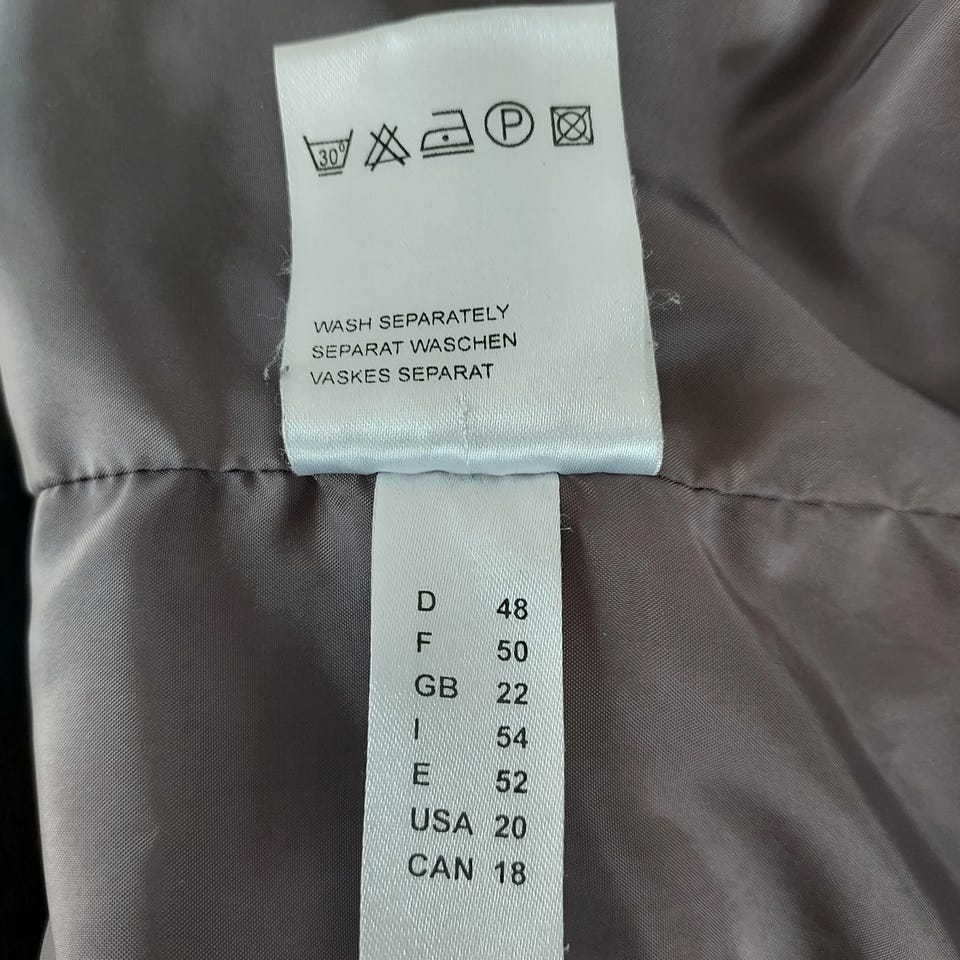 30° P
WASH SEPARATELY
SEPARAT WASCHEN
VASKES SEPARAT
D 48
F 50
GB 22
I 54
E 52
USA 20
CAN 18